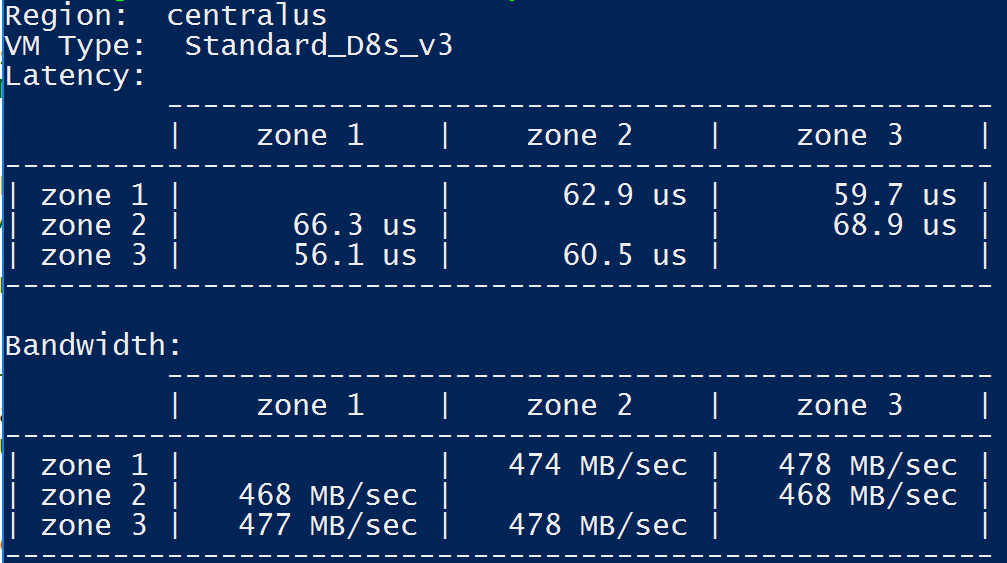 Region:  centralus
VM Type:  Standard_D8s_v3
Latency:
         ----------------------------------------------
         |    zone 1    |    zone 2    |    zone 3    |
-------------------------------------------------------
| zone 1 |              |      62.9 us |      59.7 us |
| zone 2 |      66.3 us |              |      68.9 us |
| zone 3 |      56.1 us |      60.5 us |              |
-------------------------------------------------------
Bandwidth:
         ----------------------------------------------
         |    zone 1    |    zone 2    |    zone 3    |
-------------------------------------------------------
| zone 1 |              |   474 MB/sec |   478 MB/sec |
| zone 2 |   468 MB/sec |              |   468 MB/sec |
| zone 3 |   477 MB/sec |   478 MB/sec |              |
-------------------------------------------------------